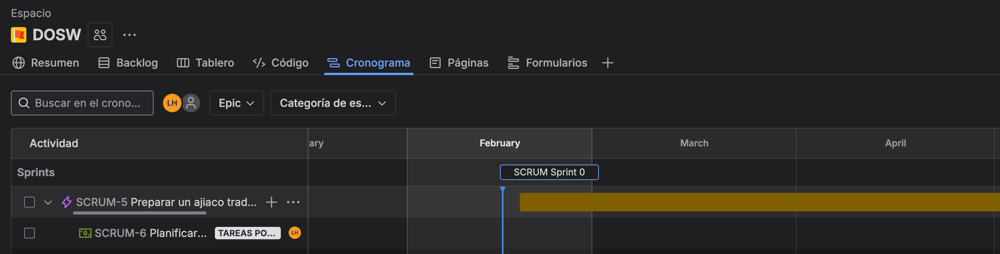 Espacio
DOSW
Resumen Backlog Tablero Código Cronograma Páginas Formularios
Buscar en el crono... LH Epic Categoría de es...
Actividad ary February March April
Sprints SCRUM Sprint 0
SCRUM-5 Preparar un ajiaco trad...
SCRUM-6 Planificar... TAREAS PO... LH